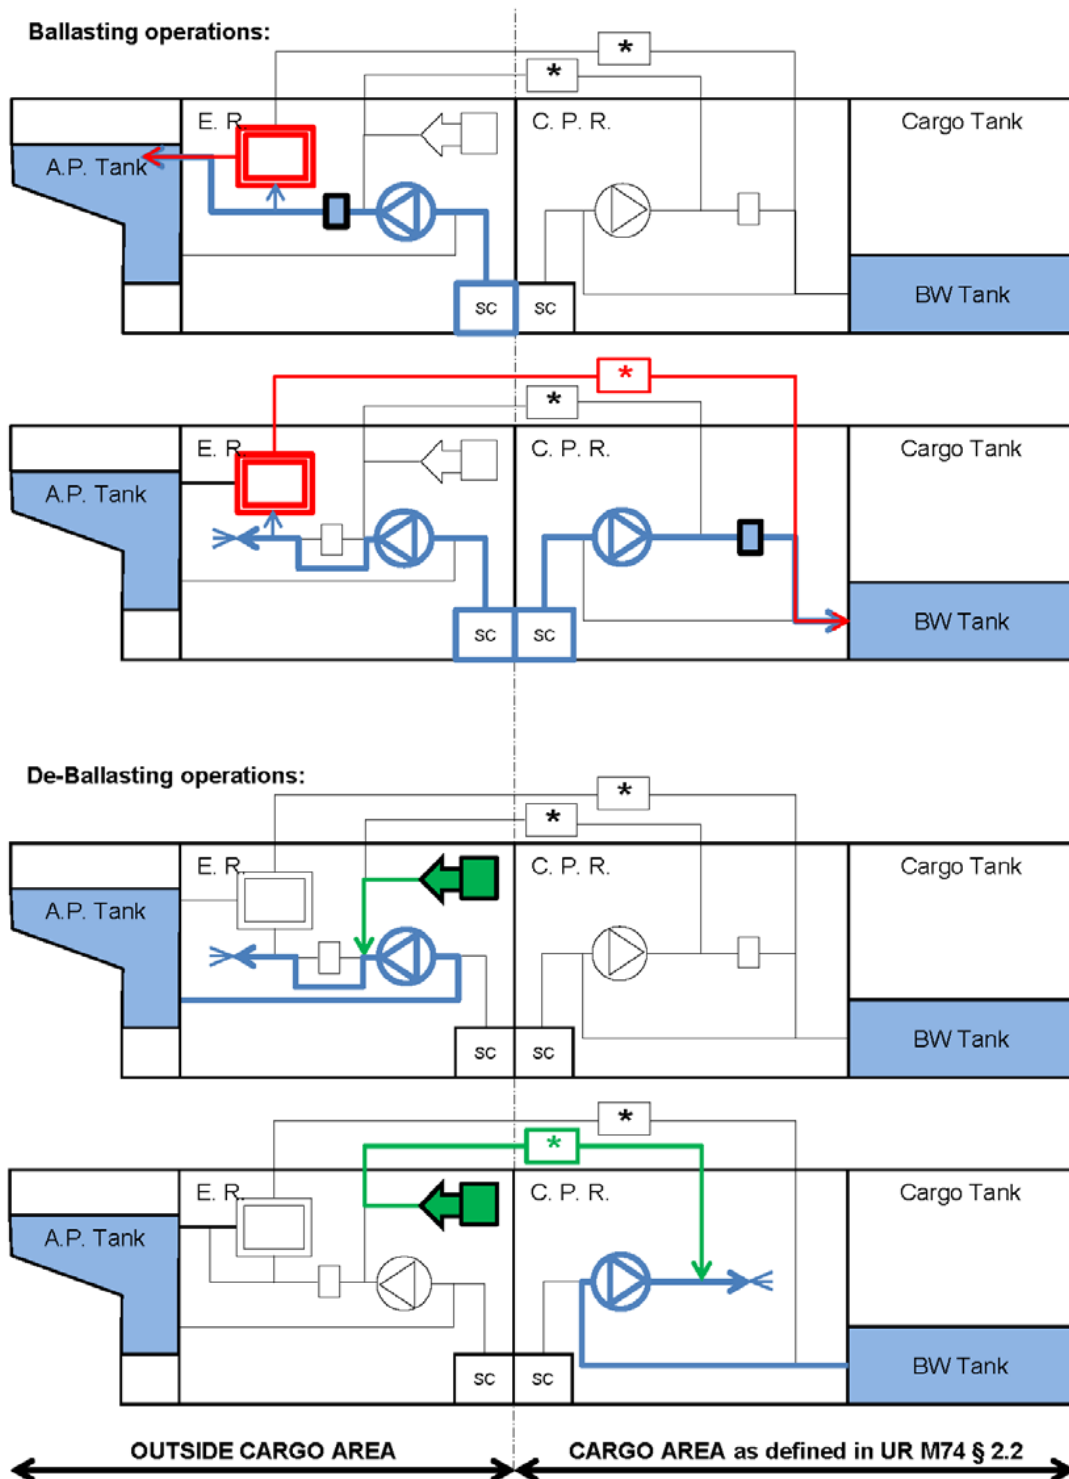 Ballasting operations:
*
*
E. R.
C. P. R.
Cargo Tank
A.P. Tank
BW Tank
sc
sc
*
*
E. R.
C. P. R.
Cargo Tank
A.P. Tank
BW Tank
sc
sc
De-Ballasting operations:
*
*
E. R.
C. P. R.
Cargo Tank
A.P. Tank
BW Tank
sc
sc
*
*
E. R.
C. P. R.
Cargo Tank
A.P. Tank
BW Tank
sc
sc
OUTSIDE CARGO AREA
CARGO AREA as defined in UR M74 § 2.2